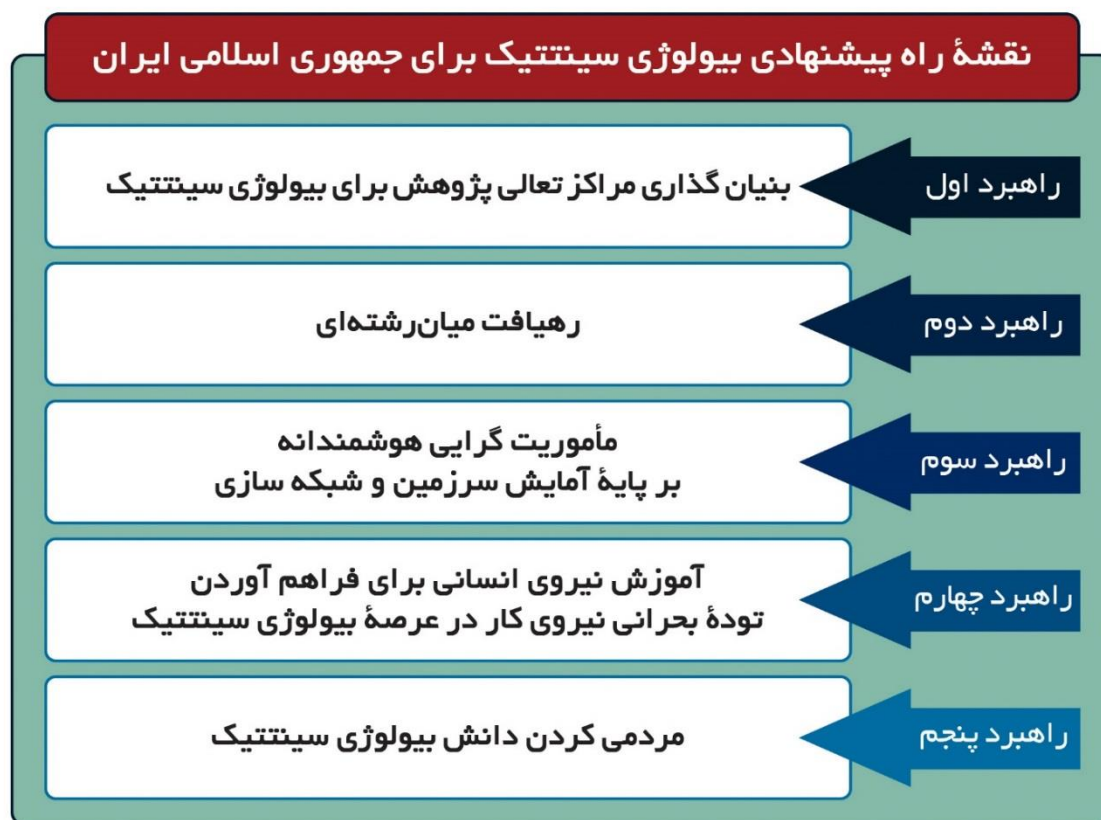 نقشهٔ راه پیشنهادی بیولوژی سینتتیک برای جمهوری اسلامی ایران
راهبرد اول
بنیان گذاری مراکز تعالی پژوهش برای بیولوژی سینتتیک
راهبرد دوم
رهیافت میان‌رشته‌ای
راهبرد سوم
مأموریت گرایی هوشمندانه
بر پایهٔ آمایش سرزمین و شبکه سازی
راهبرد چهارم
آموزش نیروی انسانی برای فراهم آوردن
تودهٔ بحرانی نیروی کار در عرصهٔ بیولوژی سینتتیک
راهبرد پنجم
مردمی کردن دانش بیولوژی سینتتیک